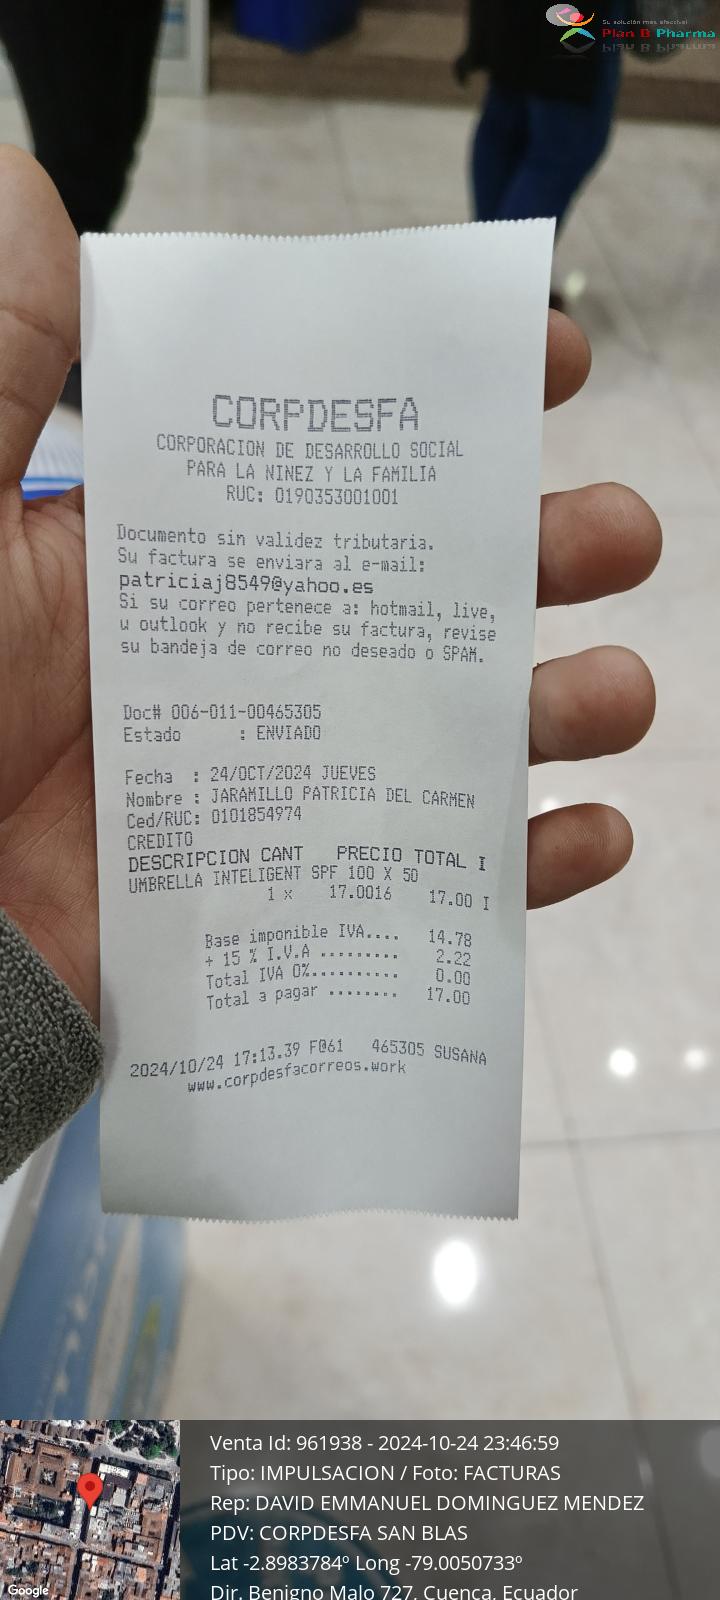 Su solución más efectiva!
Plan B Pharma
CORPDESFA
CORPORACION DE DESARROLLO SOCIAL
PARA LA NINEZ Y LA FAMILIA
RUC: 0190353001001
Documento sin validez tributaria.
Su factura se enviara al e-mail:
patriciaj8549@yahoo.es
Si su correo pertenece a: hotmail, live,
u outlook y no recibe su factura, revise
su bandeja de correo no deseado o SPAM.
Doc# 006-011-00465305
Estado : ENVIADO
Fecha : 24/OCT/2024 JUEVES
Nombre : JARAMILLO PATRICIA DEL CARMEN
Ced/RUC: 0101854974
CREDITO
DESCRIPCION CANT PRECIO TOTAL I
UMBRELLA INTELIGENT SPF 100 X 50
1 x 17.0016 17.00 I
Base imponible IVA.... 14.78
+ 15 % I.V.A ......... 2.22
Total IVA 0%.......... 0.00
Total a pagar ........ 17.00
2024/10/24 17:13.39 F@61 465305 SUSANA
www.corpdesfacorreos.work
Venta Id: 961938 - 2024-10-24 23:46:59
Tipo: IMPULSACION / Foto: FACTURAS
Rep: DAVID EMMANUEL DOMINGUEZ MENDEZ
PDV: CORPDESFA SAN BLAS
Lat -2.8983784º Long -79.0050733º
Dir. Benigno Malo 727, Cuenca, Ecuador
Google